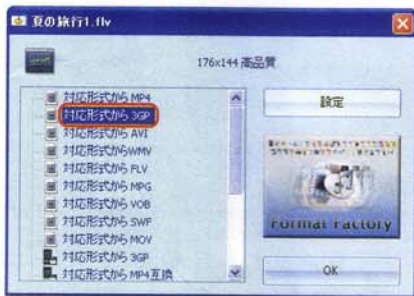 夏の旅行1.flv
176x144 高品質
対応形式から MP4
対応形式から 3GP
対応形式から AVI
対応形式からWMV
対応形式から FLV
対応形式から MPG
対応形式から VOB
対応形式から SWF
対応形式から MOV
対応形式から 3GP
対応形式から MP4互換
設定
Format Factory
OK